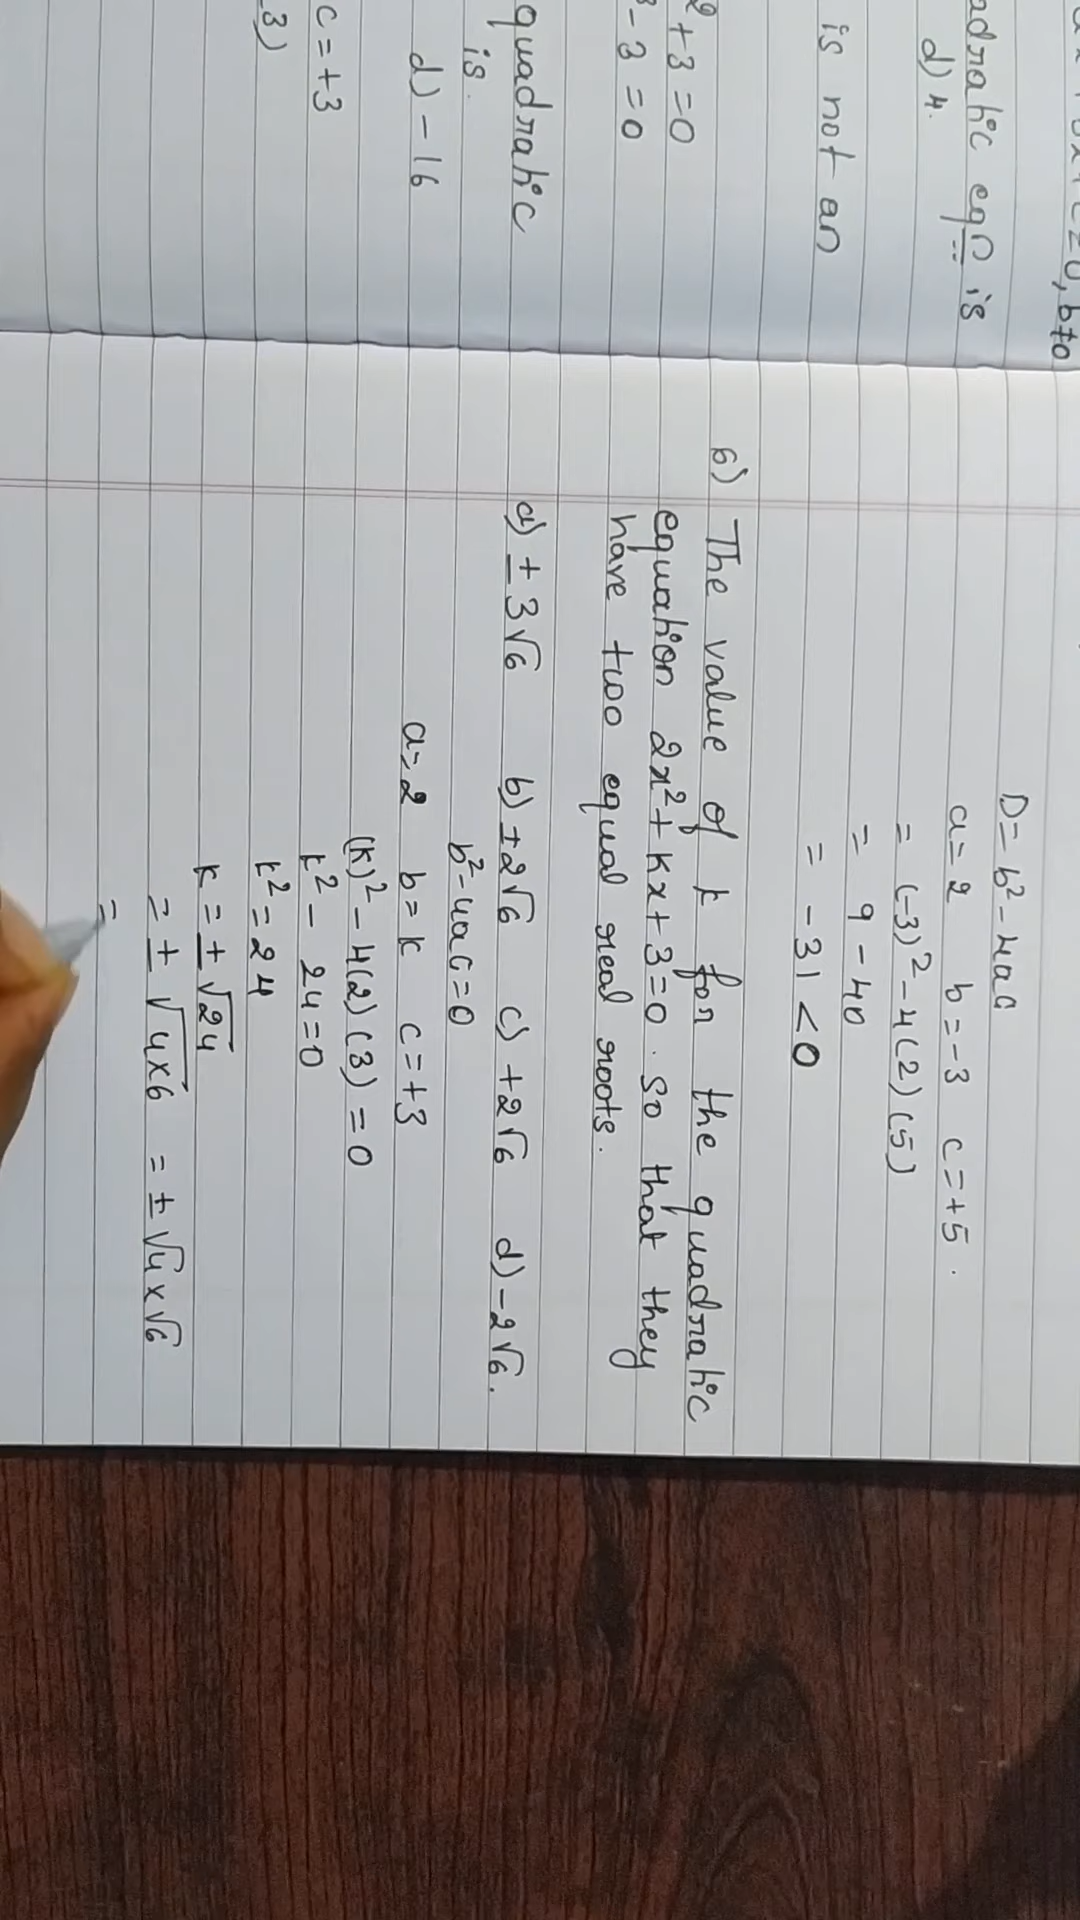 adratic eqn is
d) 4.
is not an
+3=0
-3=0
quadratic
is.
d) -16
c=+3
3)
D= b²-4ac
a=2 b=-3 c=+5.
= (-3)²-4(2)(5)
= 9-40
= -31<0
6) The value of k for the quadratic
equation 2x²+kx+3=0. so that they
have two equal real roots.
a) ±3√6 b) ±2√6 c) +2√6 d) -2√6.
b²-4ac=0
a=2 b=k c=+3
(k)²-4(2)(3)=0
k²-24=0
k²=24
k=±√24
=±√4×6 =±√4×√6
=